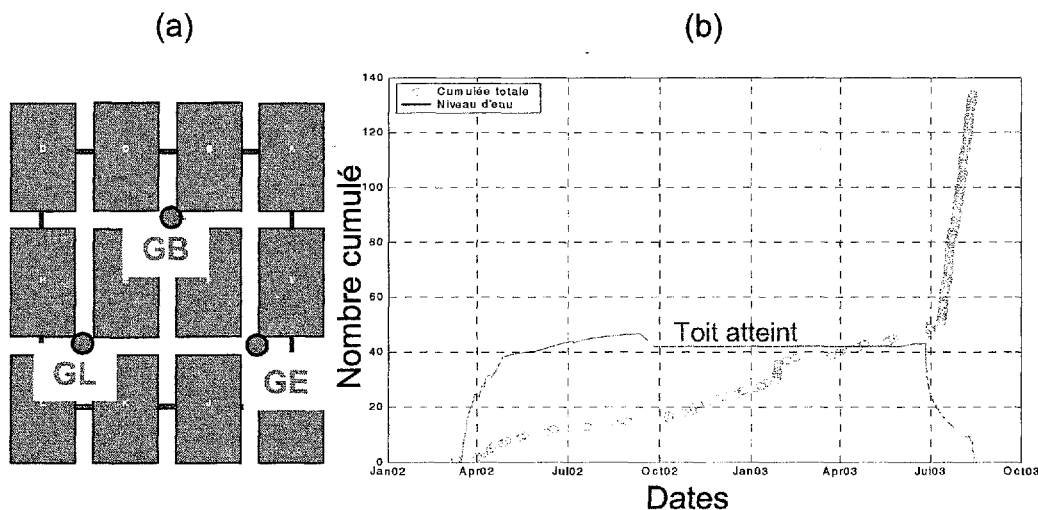 (a)
(b)
GB
GL
GE
Nombre cumulé
140
120
100
80
60
40
20
0
Cumulée totale
Niveau d'eau
Toit atteint
Jan02
Apr02
Jul02
Oct02
Jan03
Apr03
Jul03
Oct03
Dates